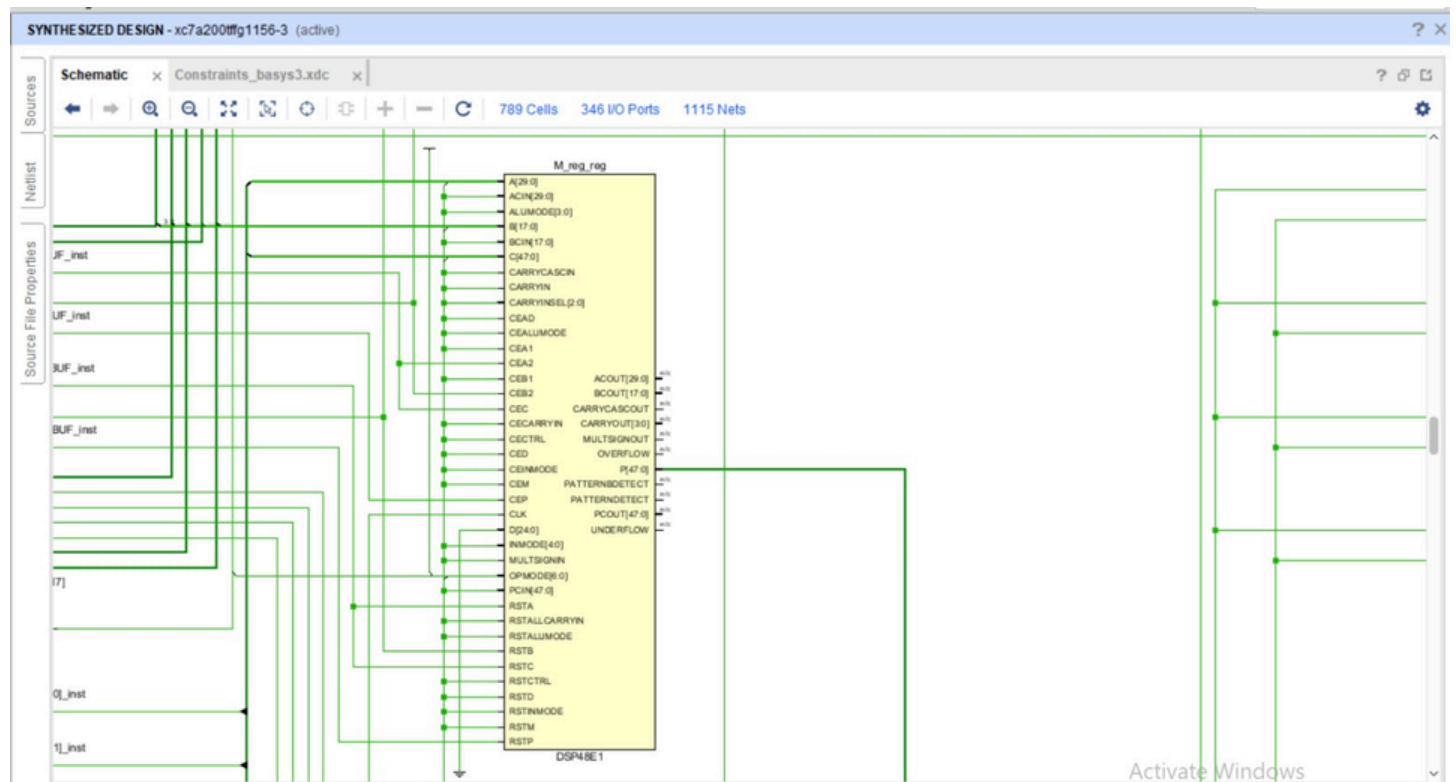 SYNTHESIZED DESIGN - xc7a200tffg1156-3 (active)
? ×
Sources
Netlist
Source File Properties
Schematic ×
Constraints_basys3.xdc ×
?
789 Cells 346 I/O Ports 1115 Nets
M_reg_reg
A[29:0]
ACIN[29:0]
ALUMODE[3:0]
B[17:0]
BCIN[17:0]
C[47:0]
CARRYCASCIN
CARRYIN
CARRYINSEL[2:0]
CEAD
CEALUMODE
CEA1
CEA2
CEB1 ACOUT[29:0]
CEB2 BCOUT[17:0]
CEC CARRYCASCOUT
CECARRYIN CARRYOUT[3:0]
CECTRL MULTSIGNOUT
CED OVERFLOW
CEINMODE P[47:0]
CEM PATTERNBDETECT
CEP PATTERNDETECT
CLK PCOUT[47:0]
D[24:0] UNDERFLOW
INMODE[4:0]
MULTSIGNIN
OPMODE[6:0]
PCIN[47:0]
RSTA
RSTALLCARRYIN
RSTALUMODE
RSTB
RSTC
RSTCTRL
RSTD
RSTINMODE
RSTM
RSTP
DSP48E1
JF_inst
UF_inst
3UF_inst
BUF_inst
I7]
0]_inst
1]_inst
Activate Windows